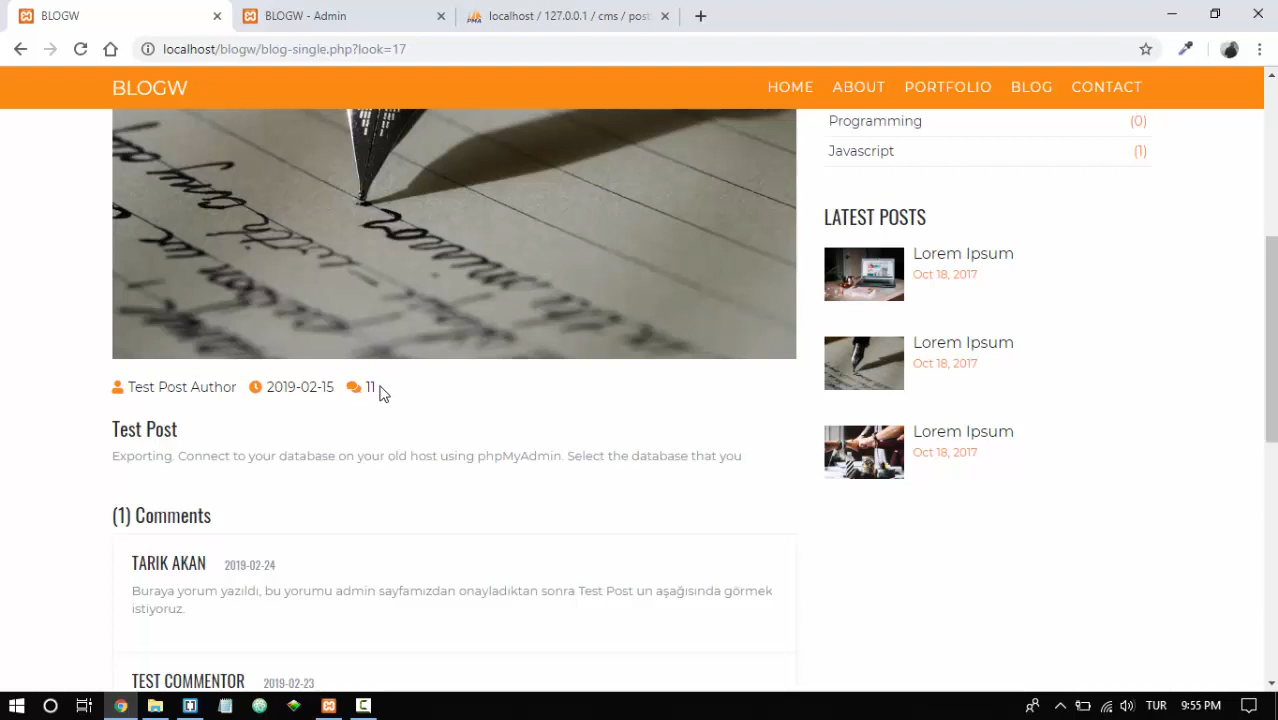 BLOGW
BLOGW - Admin
localhost / 127.0.0.1 / cms / post
localhost/blogw/blog-single.php?look=17
BLOGW
HOME
ABOUT
PORTFOLIO
BLOG
CONTACT
Programming (0)
Javascript (1)
LATEST POSTS
Lorem Ipsum
Oct 18, 2017
Lorem Ipsum
Oct 18, 2017
Lorem Ipsum
Oct 18, 2017
Test Post Author 2019-02-15 11
Test Post
Exporting. Connect to your database on your old host using phpMyAdmin. Select the database that you
(1) Comments
TARIK AKAN 2019-02-24
Buraya yorum yazıldı, bu yorumu admin sayfamızdan onayladıktan sonra Test Post un aşağısında görmek
istiyoruz.
TEST COMMENTOR 2019-02-23
TUR
9:55 PM